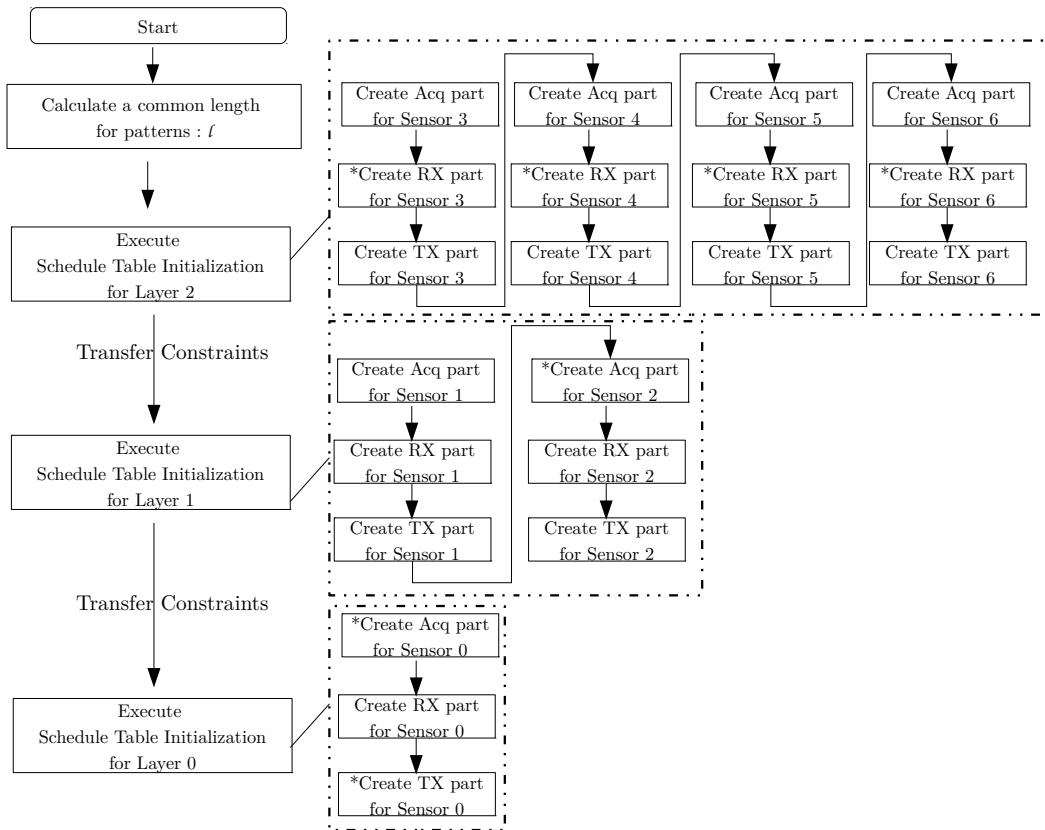 Start
Calculate a common length
for patterns : l
Execute
Schedule Table Initialization
for Layer 2
Create Acq part
for Sensor 3
*Create RX part
for Sensor 3
Create TX part
for Sensor 3
Create Acq part
for Sensor 4
*Create RX part
for Sensor 4
Create TX part
for Sensor 4
Create Acq part
for Sensor 5
*Create RX part
for Sensor 5
Create TX part
for Sensor 5
Create Acq part
for Sensor 6
*Create RX part
for Sensor 6
Create TX part
for Sensor 6
Transfer Constraints
Execute
Schedule Table Initialization
for Layer 1
Create Acq part
for Sensor 1
Create RX part
for Sensor 1
Create TX part
for Sensor 1
*Create Acq part
for Sensor 2
Create RX part
for Sensor 2
Create TX part
for Sensor 2
Transfer Constraints
Execute
Schedule Table Initialization
for Layer 0
*Create Acq part
for Sensor 0
Create RX part
for Sensor 0
*Create TX part
for Sensor 0